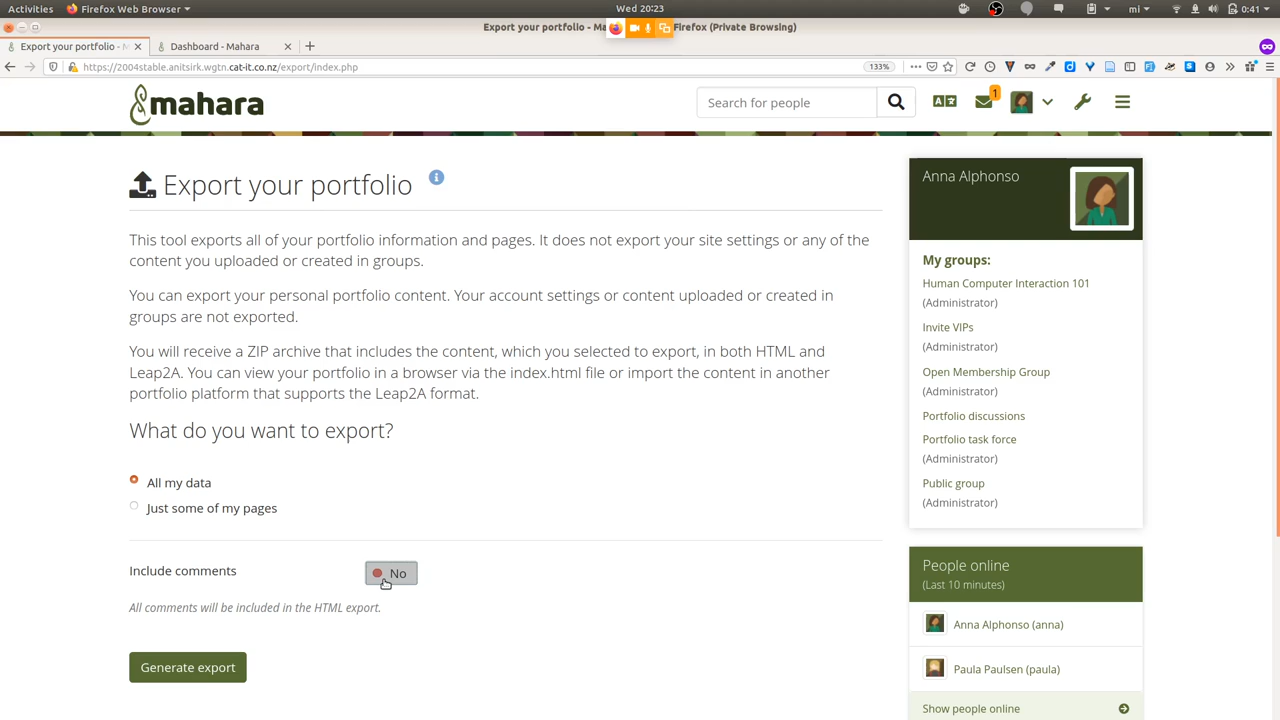 Activities
Firefox Web Browser
Wed 20:23
mi
0:41
Export your portfolio - Ma
Firefox (Private Browsing)
Export your portfolio - M
Dashboard - Mahara
https://2004stable.anitsirk.wgtn.cat-it.co.nz/export/index.php
133%
mahara
Search for people
1
Export your portfolio
This tool exports all of your portfolio information and pages. It does not export your site settings or any of the
content you uploaded or created in groups.
You can export your personal portfolio content. Your account settings or content uploaded or created in
groups are not exported.
You will receive a ZIP archive that includes the content, which you selected to export, in both HTML and
Leap2A. You can view your portfolio in a browser via the index.html file or import the content in another
portfolio platform that supports the Leap2A format.
What do you want to export?
All my data
Just some of my pages
Include comments
No
All comments will be included in the HTML export.
Generate export
Anna Alphonso
My groups:
Human Computer Interaction 101
(Administrator)
Invite VIPs
(Administrator)
Open Membership Group
(Administrator)
Portfolio discussions
Portfolio task force
(Administrator)
Public group
(Administrator)
People online
(Last 10 minutes)
Anna Alphonso (anna)
Paula Paulsen (paula)
Show people online